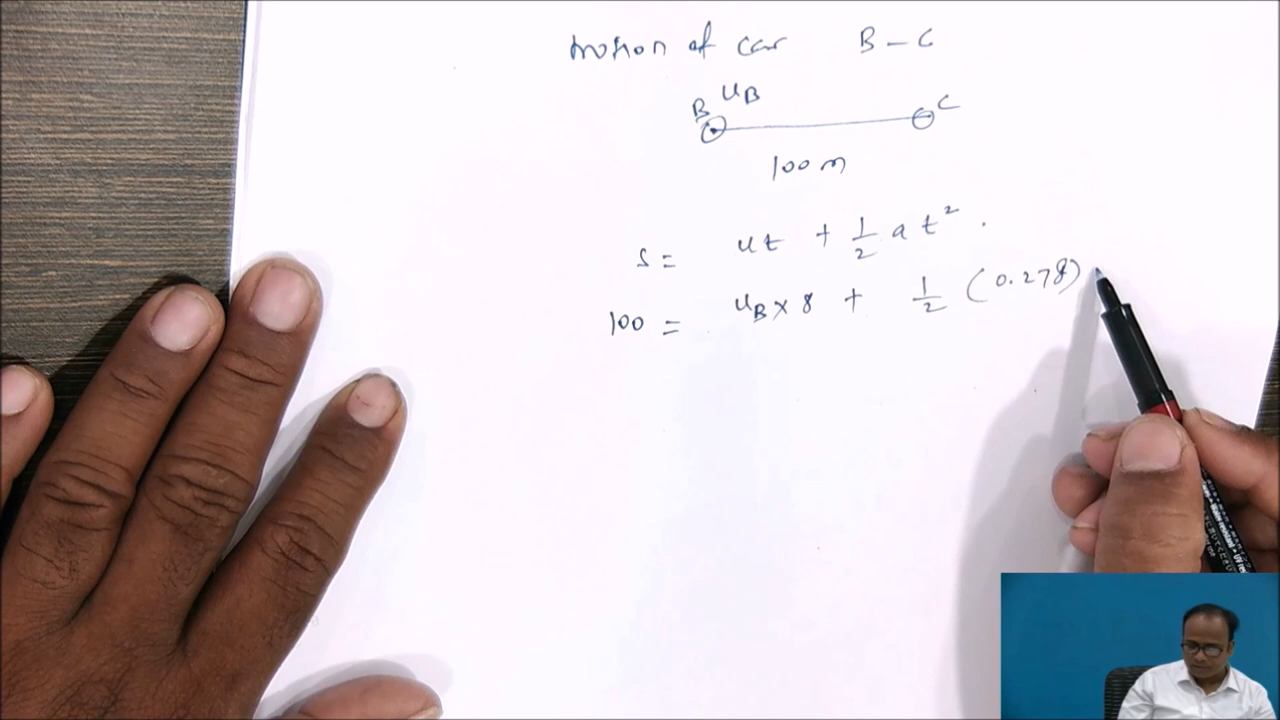 motion of car B - C
B uB C
100 m
s = ut + 1/2 a t² .
100 = uB x 8 + 1/2 (0.278)